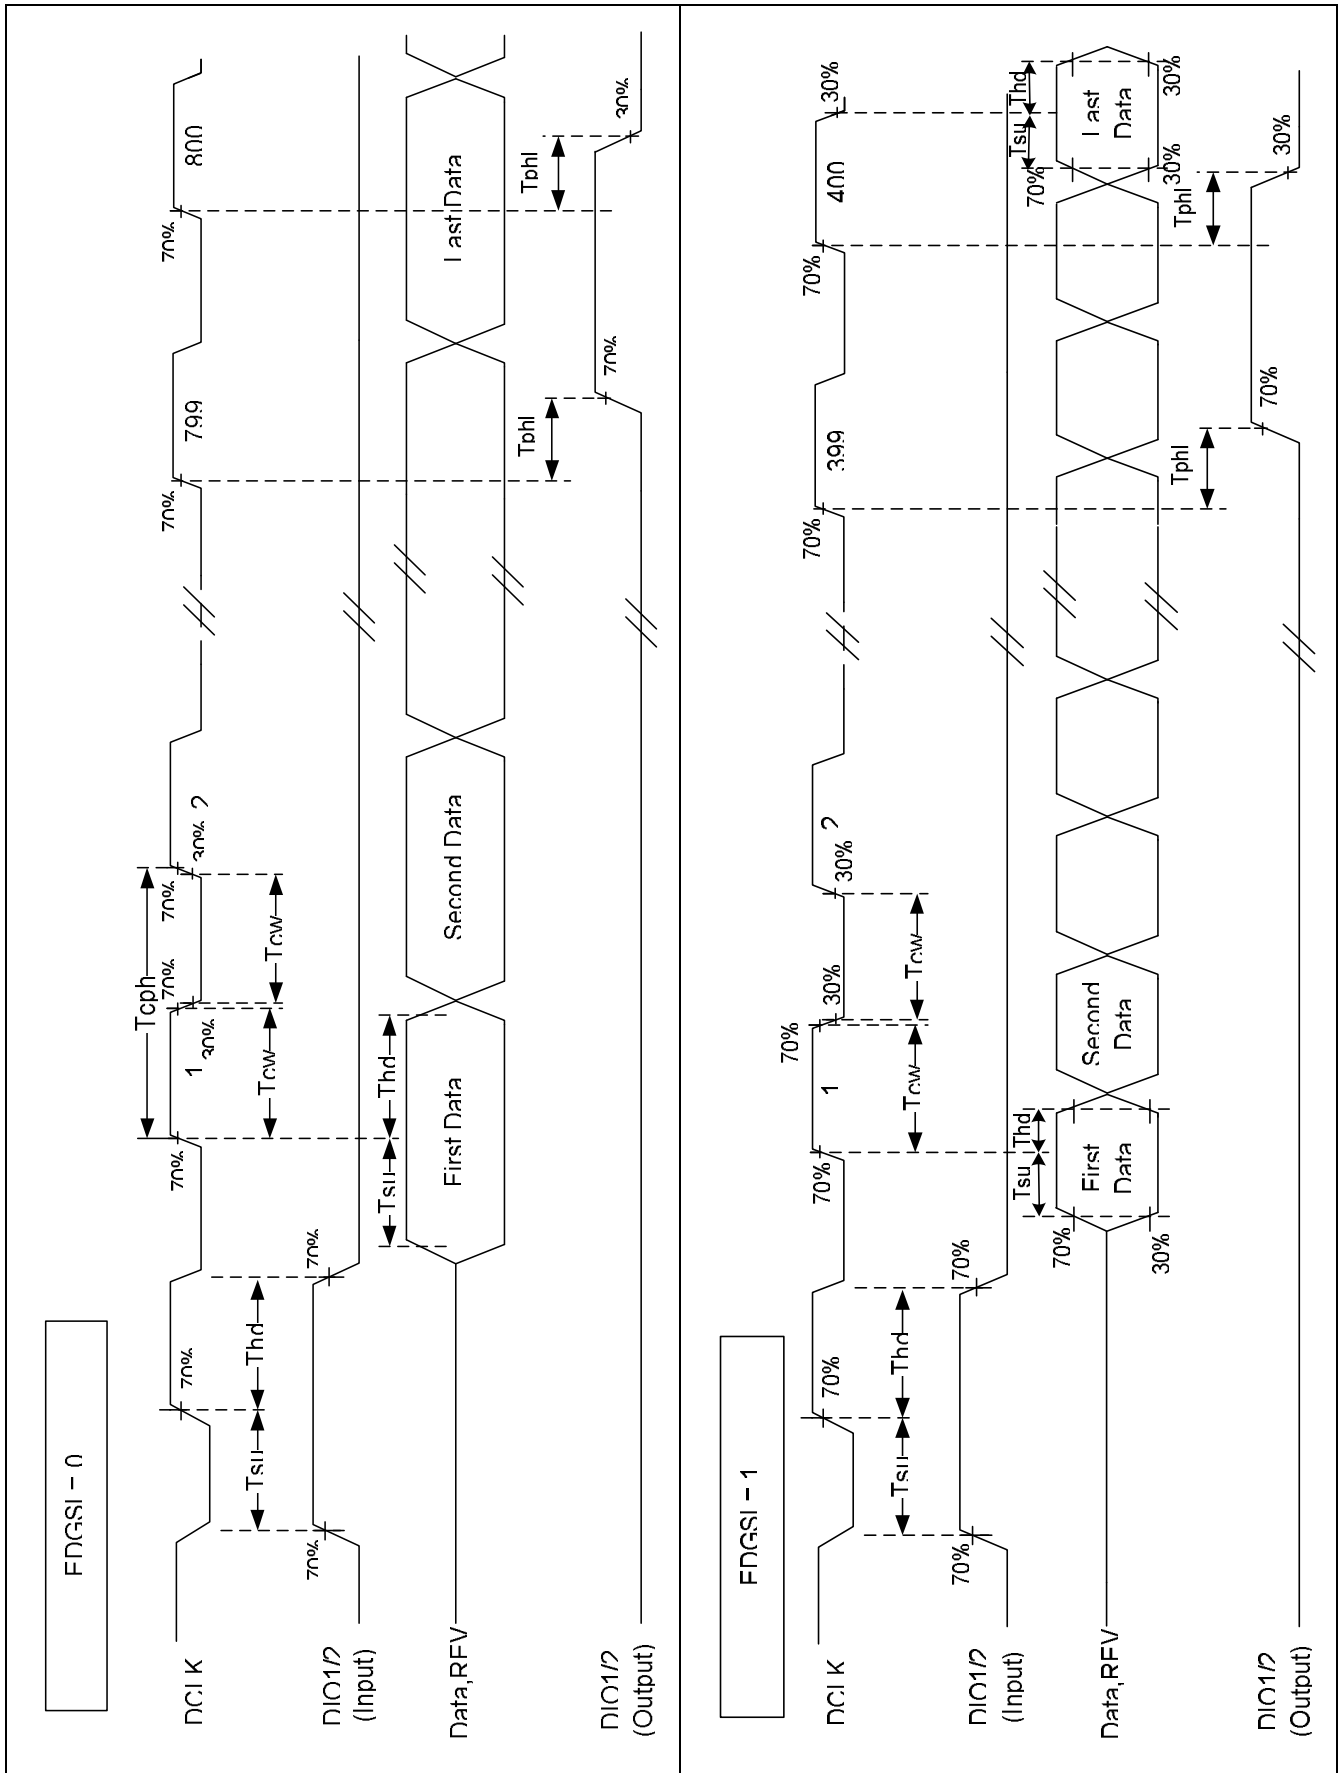 EDGSL = 0
Tcph
70% 70% 70% 70% 70%
DCLK
70% 1 30% 30% 2 799 800
Tsu Thd Tcw Tcw
DIO1/2
(Input)
70% 70%
Tsu Thd
Data,REV
First Data Second Data Last Data
Tphl Tphl
DIO1/2
(Output)
70% 30%
EDGSL = 1
70% 70% 70% 70%
DCLK
70% 1 30% 30% 2 399 400 30%
Tsu Thd Tcw Tcw
DIO1/2
(Input)
70% 70%
Tsu Thd Tsu Thd
70% 70%
Data,REV
First
Data
Second
Data
Last
Data
30% 30% 30%
Tphl Tphl
DIO1/2
(Output)
70% 30%